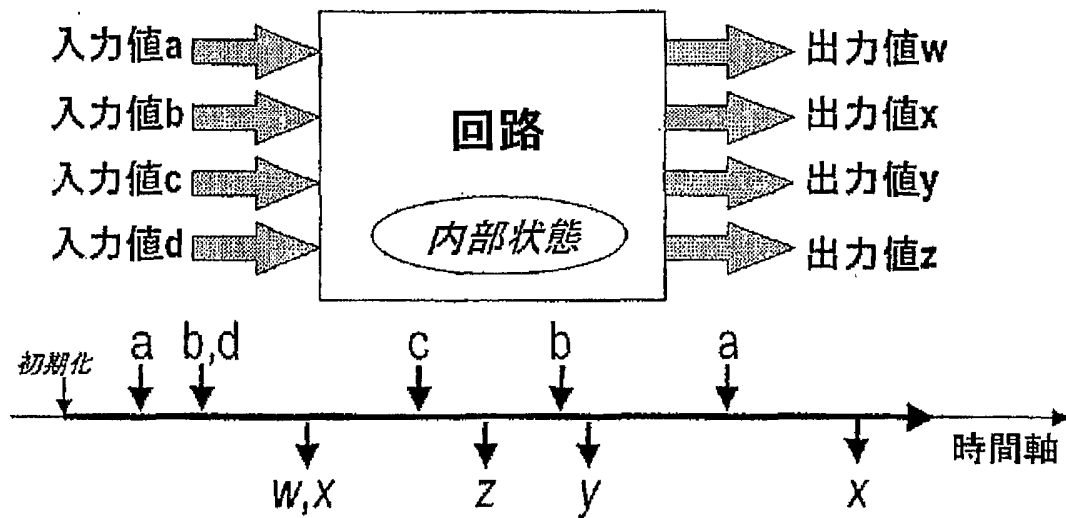 入力値a
入力値b
入力値c
入力値d
回路
内部状態
出力値w
出力値x
出力値y
出力値z
初期化
a
b,d
c
b
a
w,x
z
y
x
時間軸